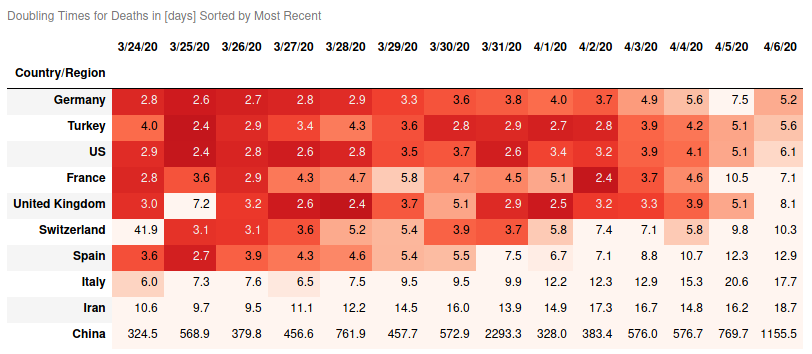 Doubling Times for Deaths in [days] Sorted by Most Recent
3/24/20 3/25/20 3/26/20 3/27/20 3/28/20 3/29/20 3/30/20 3/31/20 4/1/20 4/2/20 4/3/20 4/4/20 4/5/20 4/6/20
Country/Region
Germany 2.8 2.6 2.7 2.8 2.9 3.3 3.6 3.8 4.0 3.7 4.9 5.6 7.5 5.2
Turkey 4.0 2.4 2.9 3.4 4.3 3.6 2.8 2.9 2.7 2.8 3.9 4.2 5.1 5.6
US 2.9 2.4 2.8 2.6 2.8 3.5 3.7 2.6 3.4 3.2 3.9 4.1 5.1 6.1
France 2.8 3.6 2.9 4.3 4.7 5.8 4.7 4.5 5.1 2.4 3.7 4.6 10.5 7.1
United Kingdom 3.0 7.2 3.2 2.6 2.4 3.7 5.1 2.9 2.5 3.2 3.3 3.9 5.1 8.1
Switzerland 41.9 3.1 3.1 3.6 5.2 5.4 3.9 3.7 5.8 7.4 7.1 5.8 9.8 10.3
Spain 3.6 2.7 3.9 4.3 4.6 5.4 5.5 7.5 6.7 7.1 8.8 10.7 12.3 12.9
Italy 6.0 7.3 7.6 6.5 7.5 9.5 9.5 9.9 12.2 12.3 12.9 15.3 20.6 17.7
Iran 10.6 9.7 9.5 11.1 12.2 14.5 16.0 13.9 14.9 17.3 16.7 14.8 16.2 18.7
China 324.5 568.9 379.8 456.6 761.9 457.7 572.9 2293.3 328.0 383.4 576.0 576.7 769.7 1155.5